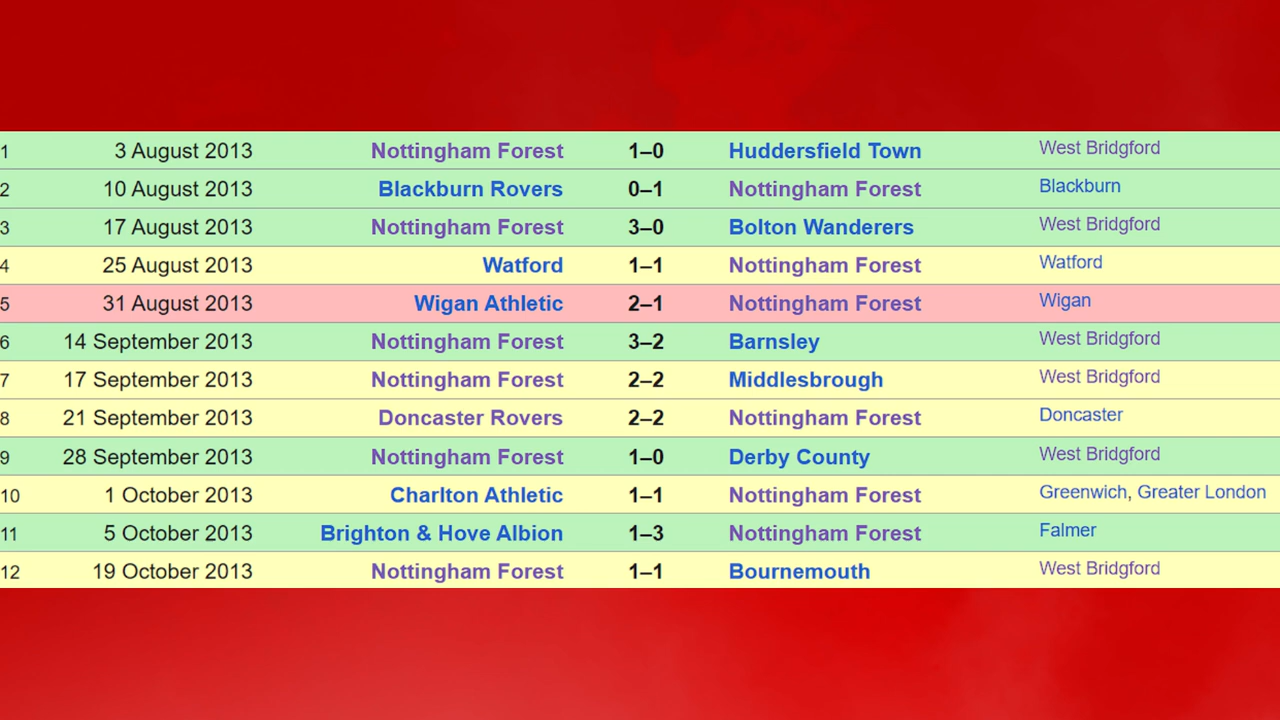 1 3 August 2013 Nottingham Forest 1–0 Huddersfield Town West Bridgford
2 10 August 2013 Blackburn Rovers 0–1 Nottingham Forest Blackburn
3 17 August 2013 Nottingham Forest 3–0 Bolton Wanderers West Bridgford
4 25 August 2013 Watford 1–1 Nottingham Forest Watford
5 31 August 2013 Wigan Athletic 2–1 Nottingham Forest Wigan
6 14 September 2013 Nottingham Forest 3–2 Barnsley West Bridgford
7 17 September 2013 Nottingham Forest 2–2 Middlesbrough West Bridgford
8 21 September 2013 Doncaster Rovers 2–2 Nottingham Forest Doncaster
9 28 September 2013 Nottingham Forest 1–0 Derby County West Bridgford
10 1 October 2013 Charlton Athletic 1–1 Nottingham Forest Greenwich, Greater London
11 5 October 2013 Brighton & Hove Albion 1–3 Nottingham Forest Falmer
12 19 October 2013 Nottingham Forest 1–1 Bournemouth West Bridgford